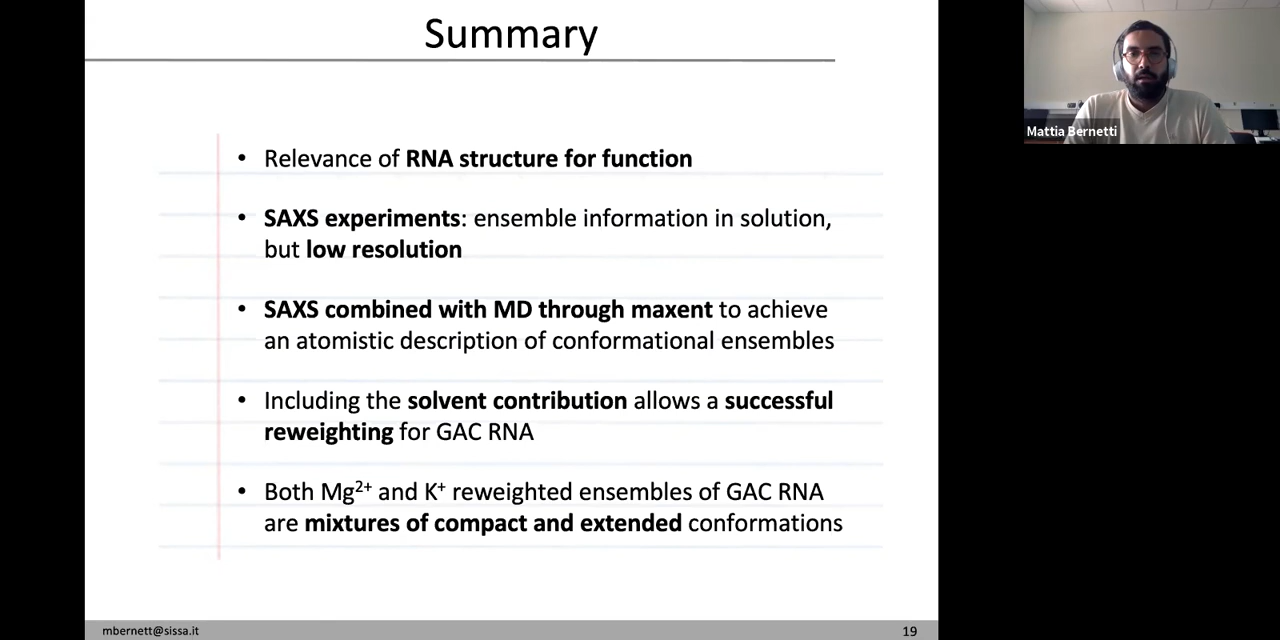 Summary
• Relevance of RNA structure for function
• SAXS experiments: ensemble information in solution,
but low resolution
• SAXS combined with MD through maxent to achieve
an atomistic description of conformational ensembles
• Including the solvent contribution allows a successful
reweighting for GAC RNA
• Both Mg²⁺ and K⁺ reweighted ensembles of GAC RNA
are mixtures of compact and extended conformations
mbernett@sissa.it
19
Mattia Bernetti